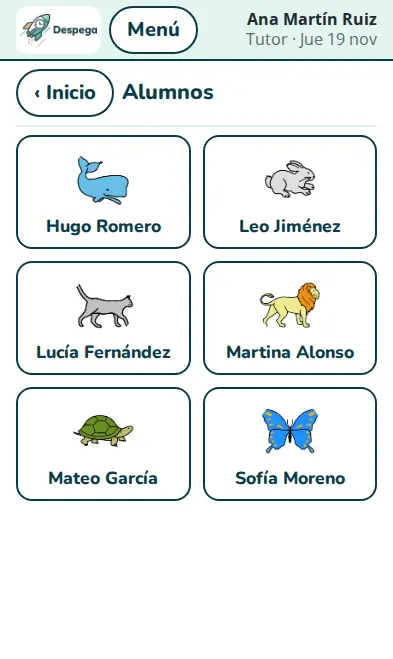 Despega
Menú
Ana Martín Ruiz
Tutor · Jue 19 nov
‹ Inicio
Alumnos
Hugo Romero
Leo Jiménez
Lucía Fernández
Martina Alonso
Mateo García
Sofía Moreno